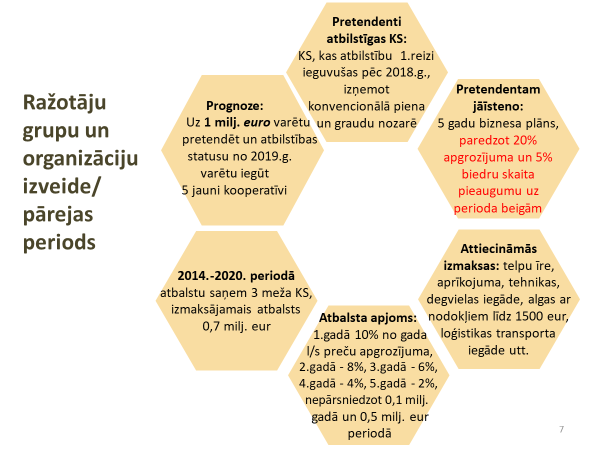 Ražotāju
grupu un
organizāciju
izveide/
pārejas
periods
Pretendenti
atbilstīgas KS:
KS, kas atbilstību 1.reizi
ieguvušas pēc 2018.g.,
izņemot
konvencionālā piena
un graudu nozarē
Pretendentam
jāīsteno:
5 gadu biznesa plāns,
paredzot 20%
apgrozījuma un 5%
biedru skaita
pieaugumu uz
perioda beigām
Attiecināmās
izmaksas: telpu īre,
aprīkojuma, tehnikas,
degvielas iegāde, algas ar
nodokļiem līdz 1500 eur,
loģistikas transporta
iegāde utt.
Atbalsta apjoms:
1.gadā 10% no gada
l/s preču apgrozījuma,
2.gadā - 8%, 3.gadā - 6%,
4.gadā - 4%, 5.gadā - 2%,
nepārsniedzot 0,1 milj.
gadā un 0,5 milj. eur
periodā
2014.-2020. periodā
atbalstu saņem 3 meža KS,
izmaksājamais atbalsts
0,7 milj. eur
Prognoze:
Uz 1 milj. euro varētu
pretendēt un atbilstības
statusu no 2019.g.
varētu iegūt
5 jauni kooperatīvi
7